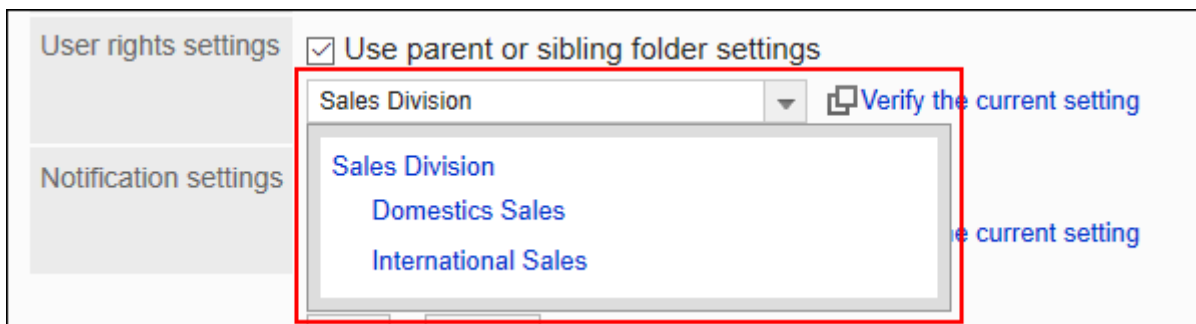 User rights settings
Use parent or sibling folder settings
Sales Division
Verify the current setting
Sales Division
Notification settings
Domestics Sales
current setting
International Sales